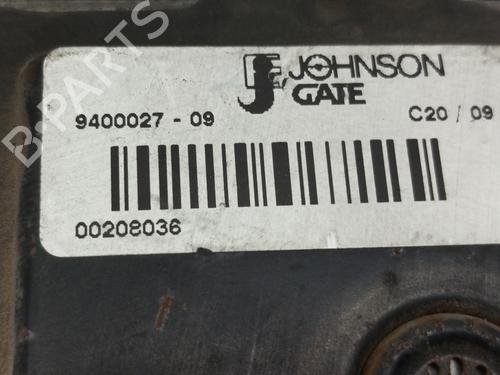 JOHNSON
GATE
9400027 - 09
C20 / 09
00208036
B-PARTS